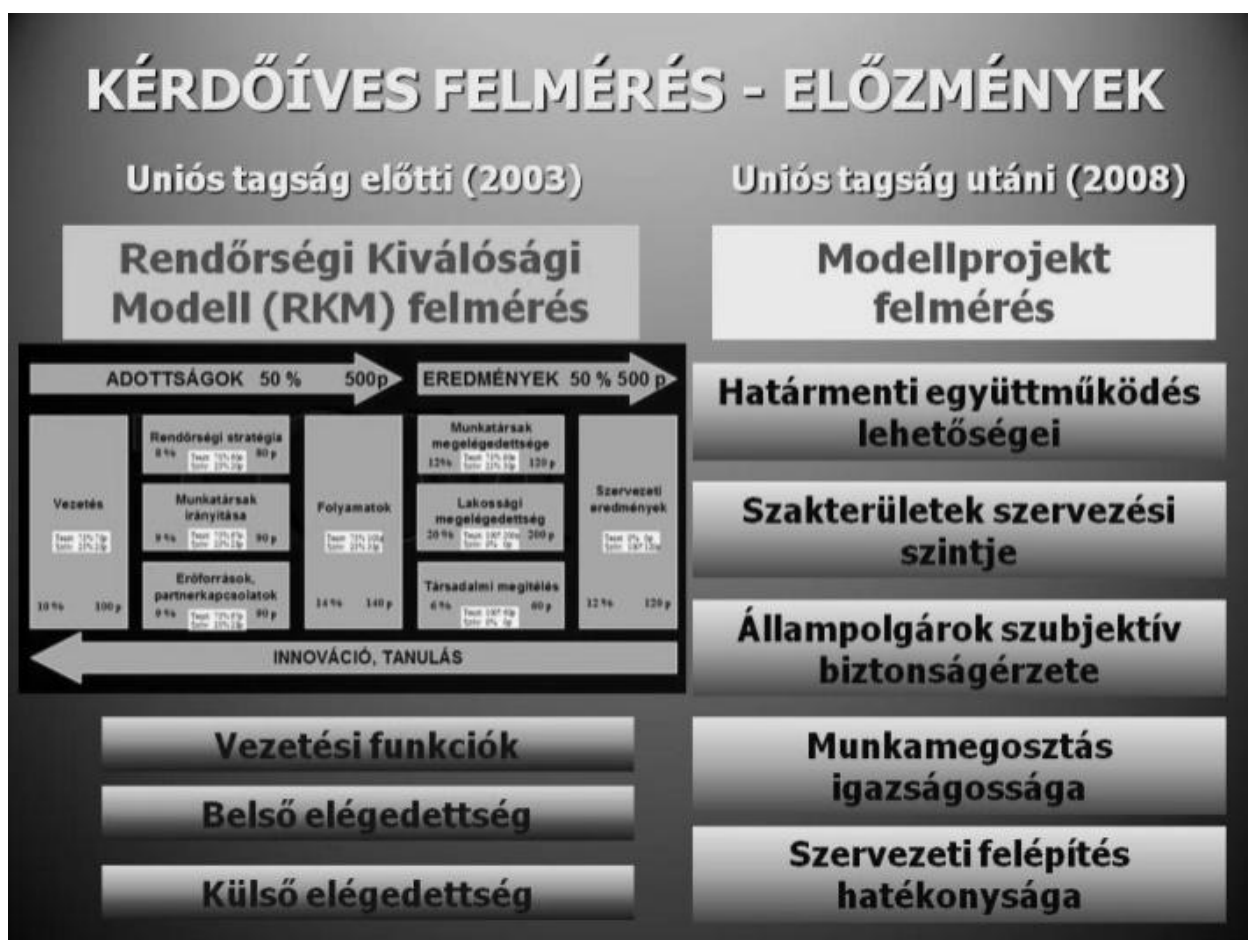 KÉRDŐÍVES FELMÉRÉS - ELŐZMÉNYEK
Uniós tagság előtti (2003)
Rendőrségi Kiválósági
Modell (RKM) felmérés
ADOTTSÁGOK 50 % 500p
EREDMÉNYEK 50 % 500 p
Vezetés
10 % 100 p
Rendőrségi stratégia
8 % 80 p
Munkatársak
irányítása
9 % 90 p
Erőforrások,
partnerkapcsolatok
9 % 90 p
Folyamatok
14 % 140 p
Munkatársak
megelégedettsége
12% 120 p
Lakossági
megelégedettség
20 % 200 p
Társadalmi megítélés
6 % 60 p
Szervezeti
eredmények
12 % 120 p
INNOVÁCIÓ, TANULÁS
Vezetési funkciók
Belső elégedettség
Külső elégedettség
Uniós tagság utáni (2008)
Modellprojekt
felmérés
Határmenti együttműködés
lehetőségei
Szakterületek szervezési
szintje
Állampolgárok szubjektív
biztonságérzete
Munkamegosztás
igazságossága
Szervezeti felépítés
hatékonysága